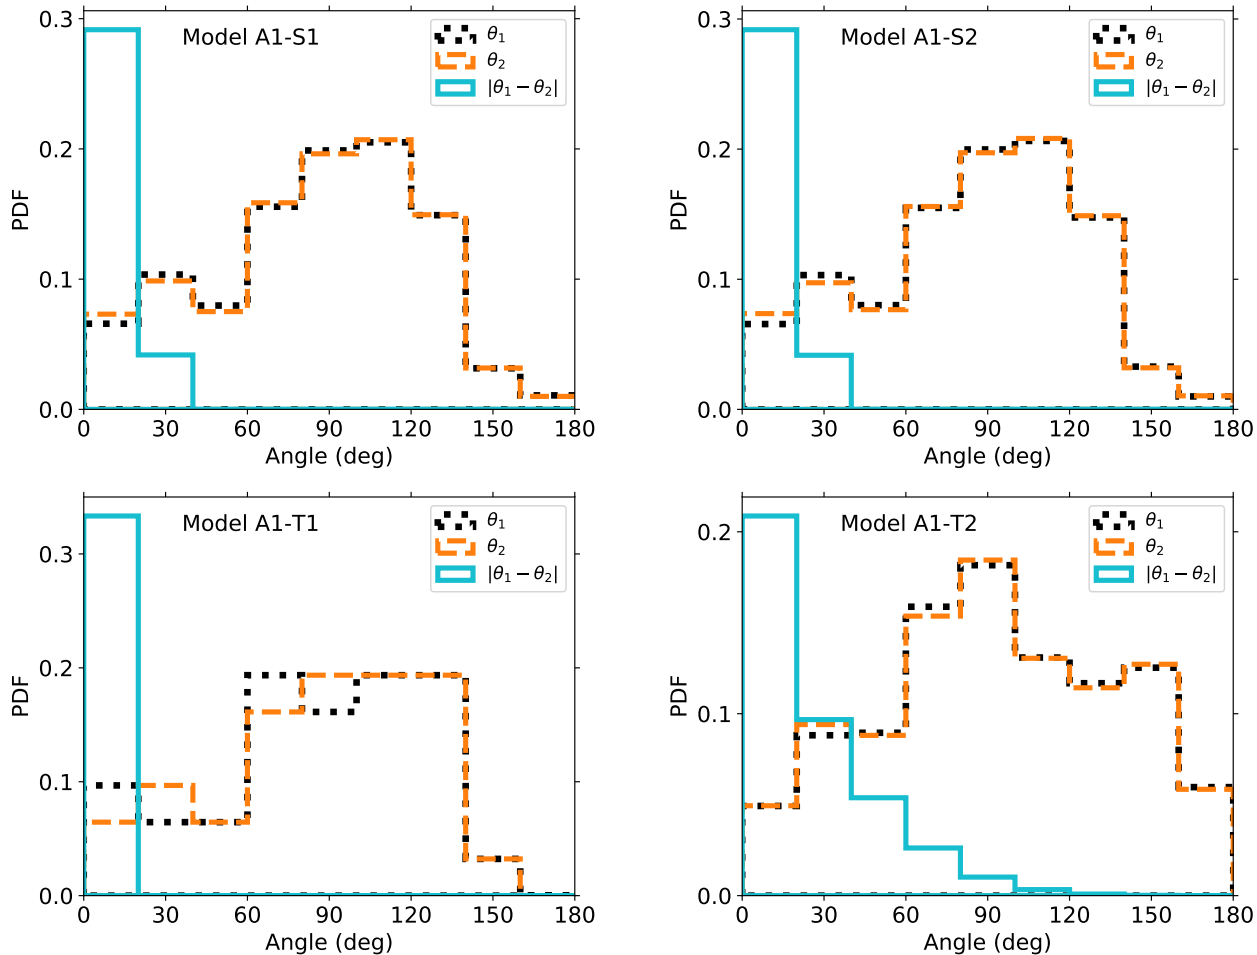 Model A1-S1
θ₁
θ₂
|θ₁ − θ₂|
0.3
0.2
0.1
0.0
PDF
0 30 60 90 120 150 180
Angle (deg)
Model A1-S2
θ₁
θ₂
|θ₁ − θ₂|
0.3
0.2
0.1
0.0
PDF
0 30 60 90 120 150 180
Angle (deg)
Model A1-T1
θ₁
θ₂
|θ₁ − θ₂|
0.3
0.2
0.1
0.0
PDF
0 30 60 90 120 150 180
Angle (deg)
Model A1-T2
θ₁
θ₂
|θ₁ − θ₂|
0.2
0.1
0.0
PDF
0 30 60 90 120 150 180
Angle (deg)